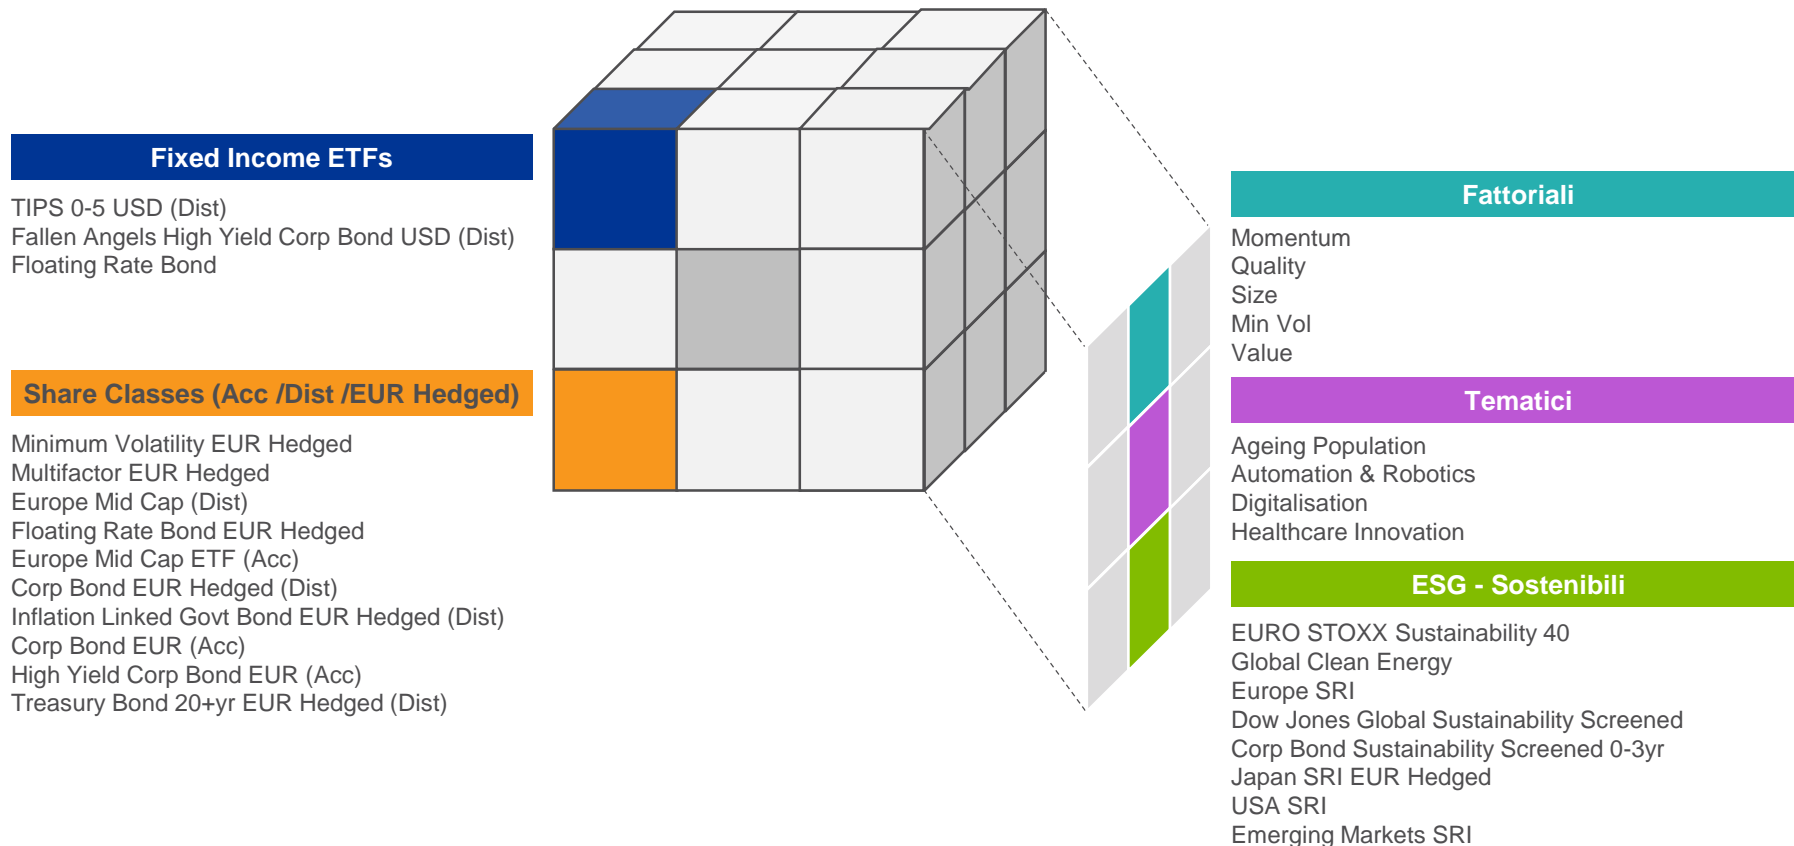 Fixed Income ETFs
TIPS 0-5 USD (Dist)
Fallen Angels High Yield Corp Bond USD (Dist)
Floating Rate Bond
Share Classes (Acc /Dist /EUR Hedged)
Minimum Volatility EUR Hedged
Multifactor EUR Hedged
Europe Mid Cap (Dist)
Floating Rate Bond EUR Hedged
Europe Mid Cap ETF (Acc)
Corp Bond EUR Hedged (Dist)
Inflation Linked Govt Bond EUR Hedged (Dist)
Corp Bond EUR (Acc)
High Yield Corp Bond EUR (Acc)
Treasury Bond 20+yr EUR Hedged (Dist)
Fattoriali
Momentum
Quality
Size
Min Vol
Value
Tematici
Ageing Population
Automation & Robotics
Digitalisation
Healthcare Innovation
ESG - Sostenibili
EURO STOXX Sustainability 40
Global Clean Energy
Europe SRI
Dow Jones Global Sustainability Screened
Corp Bond Sustainability Screened 0-3yr
Japan SRI EUR Hedged
USA SRI
Emerging Markets SRI